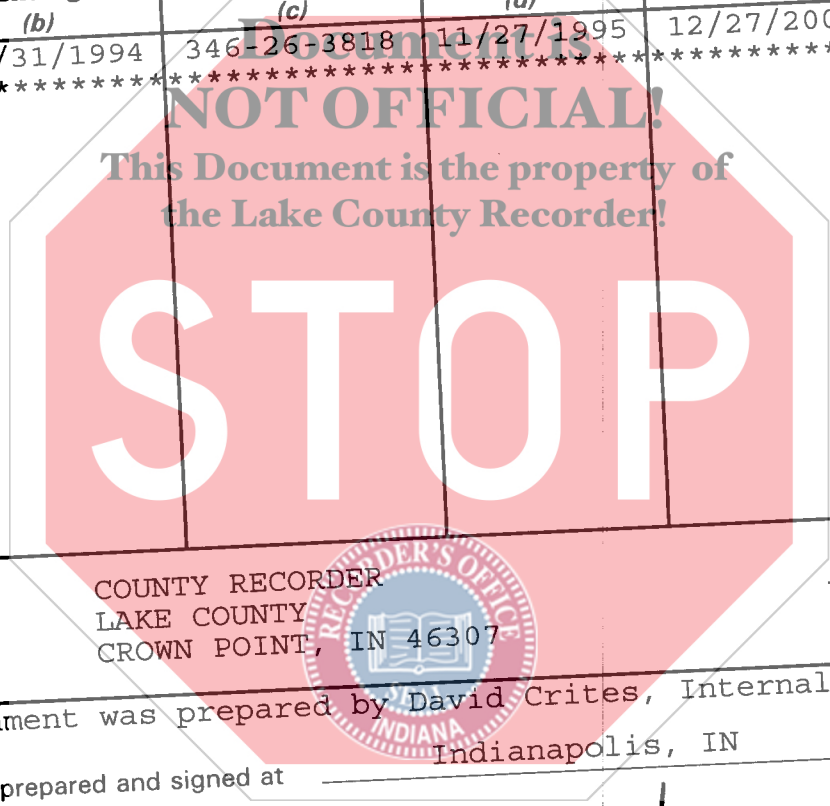 (b) (c) (d)
/31/1994 346-26-3818 11/27/1995 12/27/200
Document is
NOT OFFICIAL!
This Document is the property of
the Lake County Recorder!
STOP
COUNTY RECORDER
LAKE COUNTY
CROWN POINT, IN 46307
RECORDER'S OFFICE
SEAL
INDIANA
ment was prepared by David Crites, Internal
Indianapolis, IN
prepared and signed at